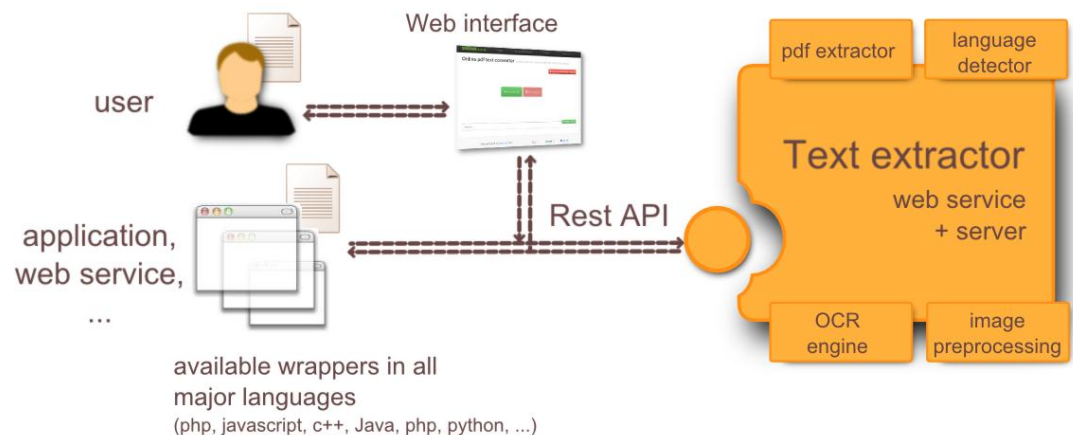 Web interface
user
pdf extractor
language
detector
Text extractor
web service
+ server
Rest API
application,
web service,
...
OCR
engine
image
preprocessing
available wrappers in all
major languages
(php, javascript, c++, Java, php, python, ...)